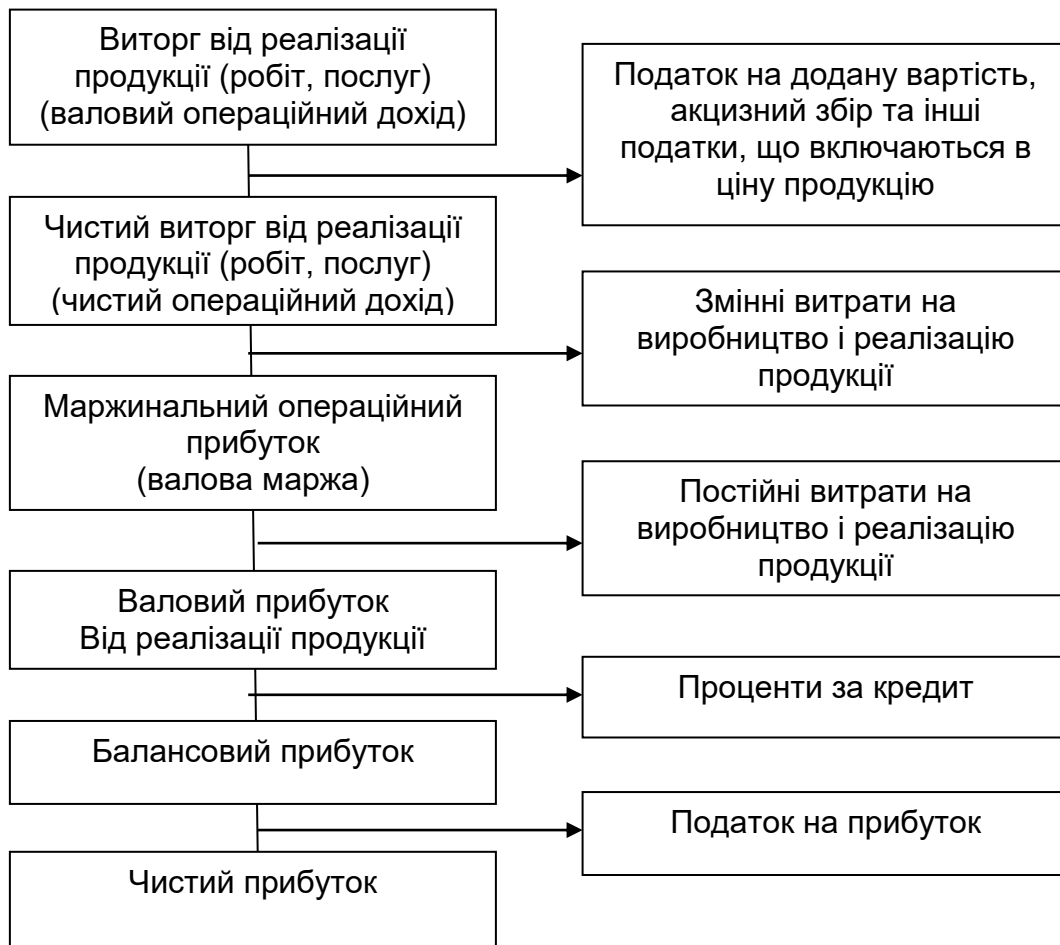 Виторг від реалізації
продукції (робіт, послуг)
(валовий операційний дохід)
Податок на додану вартість,
акцизний збір та інші
податки, що включаються в
ціну продукцію
Чистий виторг від реалізації
продукції (робіт, послуг)
(чистий операційний дохід)
Змінні витрати на
виробництво і реалізацію
продукції
Маржинальний операційний
прибуток
(валова маржа)
Постійні витрати на
виробництво і реалізацію
продукції
Валовий прибуток
Від реалізації продукції
Проценти за кредит
Балансовий прибуток
Податок на прибуток
Чистий прибуток